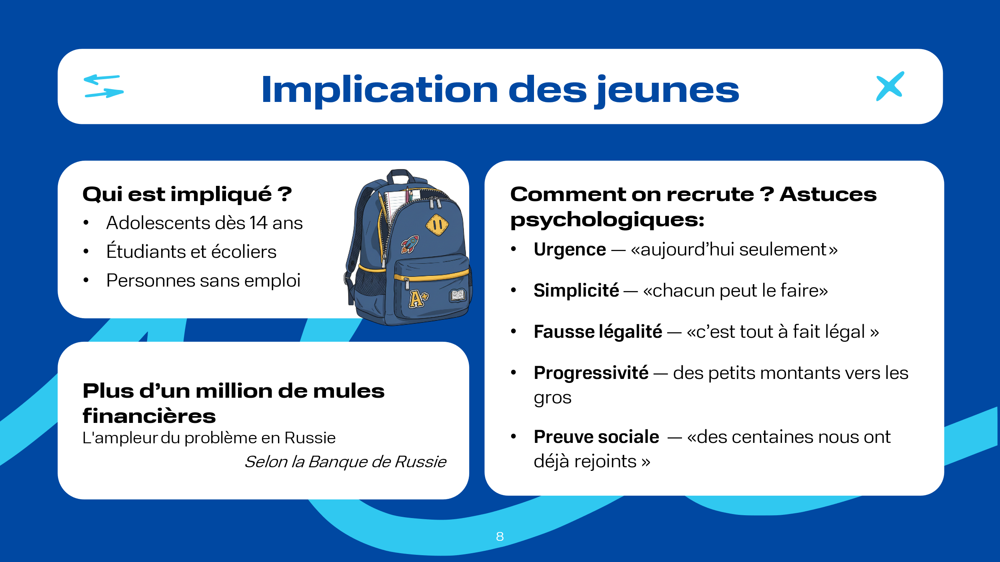 Implication des jeunes
Qui est impliqué ?
• Adolescents dès 14 ans
• Étudiants et écoliers
• Personnes sans emploi
A+
Plus d’un million de mules
financières
L'ampleur du problème en Russie
Selon la Banque de Russie
Comment on recrute ? Astuces
psychologiques:
• Urgence — «aujourd’hui seulement»
• Simplicité — «chacun peut le faire»
• Fausse légalité — «c’est tout à fait légal »
• Progressivité — des petits montants vers les
gros
• Preuve sociale — «des centaines nous ont
déjà rejoints »
8